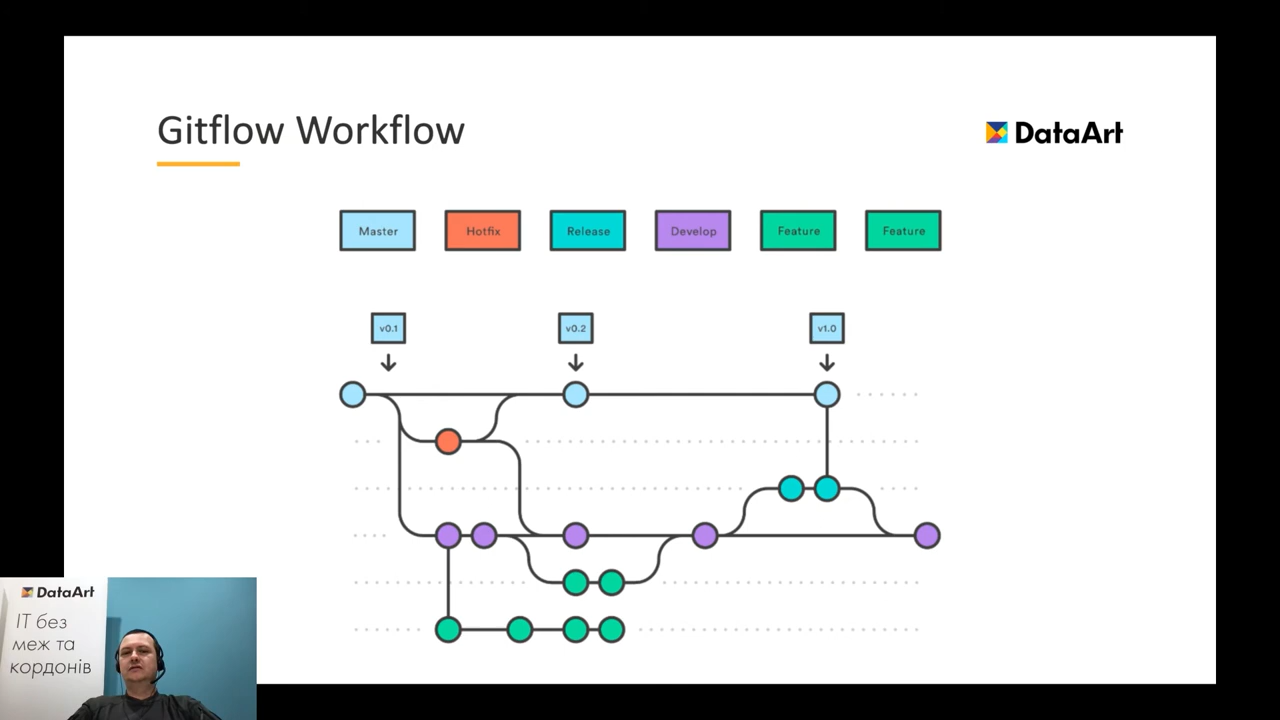 Gitflow Workflow
DataArt
Master
Hotfix
Release
Develop
Feature
Feature
v0.1
v0.2
v1.0
DataArt
ІТ без
меж та
кордонів